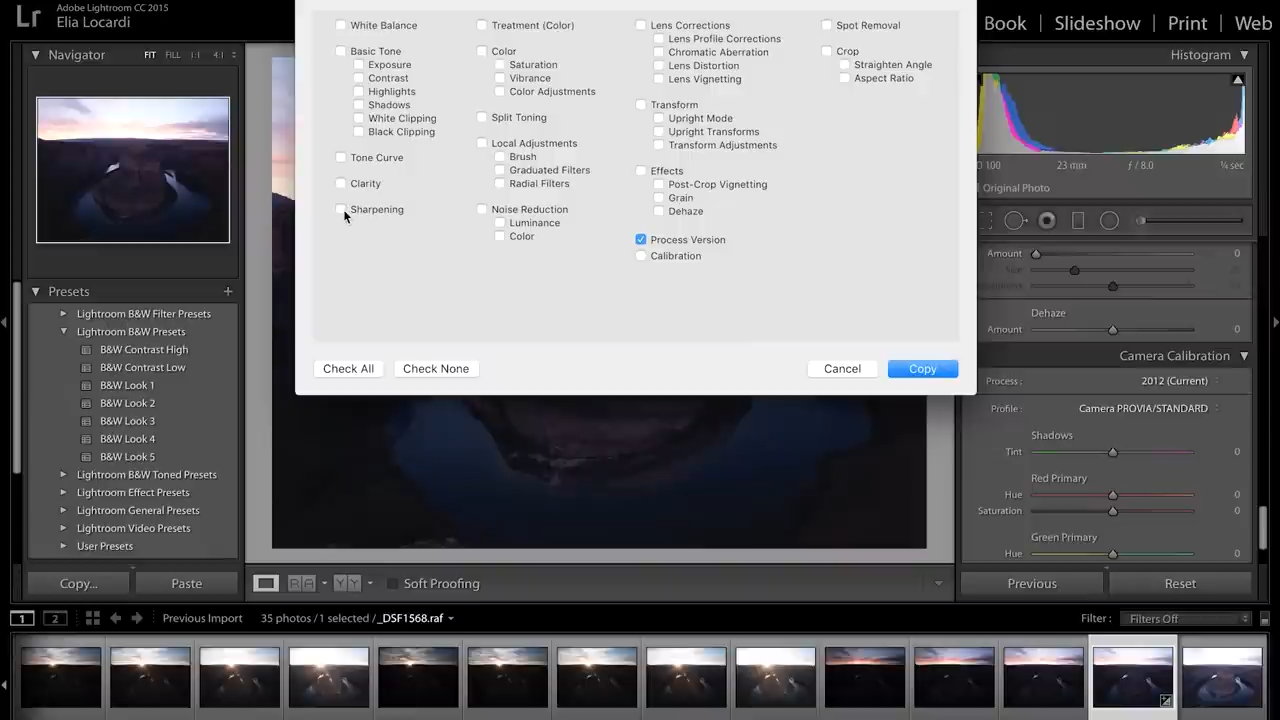 Lr
Adobe Lightroom CC 2015
Elia Locardi
Book | Slideshow | Print | Web
Navigator FIT FILL 1:1 4:1
Histogram
100 23 mm f / 8.0 ¼ sec
Original Photo
White Balance
Basic Tone
Exposure
Contrast
Highlights
Shadows
White Clipping
Black Clipping
Tone Curve
Clarity
Sharpening
Treatment (Color)
Color
Saturation
Vibrance
Color Adjustments
Split Toning
Local Adjustments
Brush
Graduated Filters
Radial Filters
Noise Reduction
Luminance
Color
Lens Corrections
Lens Profile Corrections
Chromatic Aberration
Lens Distortion
Lens Vignetting
Transform
Upright Mode
Upright Transforms
Transform Adjustments
Effects
Post-Crop Vignetting
Grain
Dehaze
Process Version
Calibration
Spot Removal
Crop
Straighten Angle
Aspect Ratio
Check All Check None Cancel Copy
Presets +
Lightroom B&W Filter Presets
Lightroom B&W Presets
B&W Contrast High
B&W Contrast Low
B&W Look 1
B&W Look 2
B&W Look 3
B&W Look 4
B&W Look 5
Lightroom B&W Toned Presets
Lightroom Effect Presets
Lightroom General Presets
Lightroom Video Presets
User Presets
Copy... Paste
Amount 0
Dehaze
Amount 0
Camera Calibration
Process: 2012 (Current)
Profile: Camera PROVIA/STANDARD
Shadows
Tint 0
Red Primary
Hue 0
Saturation 0
Green Primary
Hue 0
Previous Reset
Soft Proofing
1 2 Previous Import 35 photos / 1 selected / _DSF1568.raf Filter : Filters Off